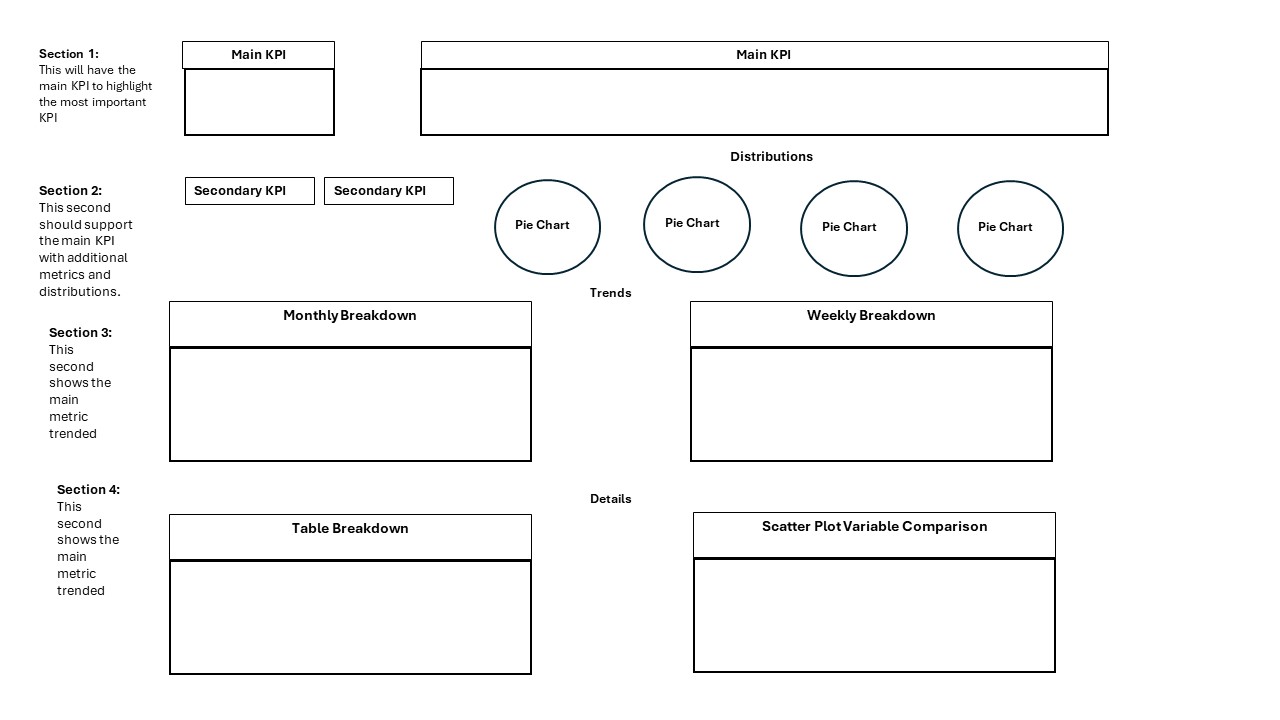 Section 1:
This will have the
main KPI to highlight
the most important
KPI
Main KPI
Main KPI
Distributions
Section 2:
This second
should support
the main KPI
with additional
metrics and
distributions.
Secondary KPI
Secondary KPI
Pie Chart
Pie Chart
Pie Chart
Pie Chart
Trends
Section 3:
This
second
shows the
main
metric
trended
Monthly Breakdown
Weekly Breakdown
Details
Section 4:
This
second
shows the
main
metric
trended
Table Breakdown
Scatter Plot Variable Comparison